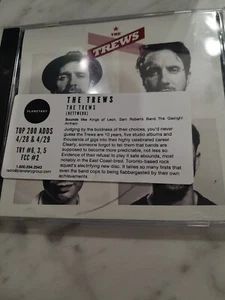 THE
TREWS
PLANETARY
TOP 200 ADDS
4/28 & 4/29
TRY #6, 3, 5
FCC #2
THE TREWS
THE TREWS
(NETTWERK)
Sounds like Kings of Leon, Sam Roberts Band, The Gaslight
Anthem
Judging by the boldness of their choices, you'd never
guess the Trews are 10 years, five studio albums and
thousands of gigs into their highly celebrated career.
Clearly, someone forgot to tell them that bands are
supposed to become more predictable, not less so.
Evidence of their refusal to play it safe abounds, most
notably in the East Coast-bred, Toronto-based rock
squad's electrifying new disc. It takes so many firsts that
even the band cops to being flabbergasted by their own
achievements.